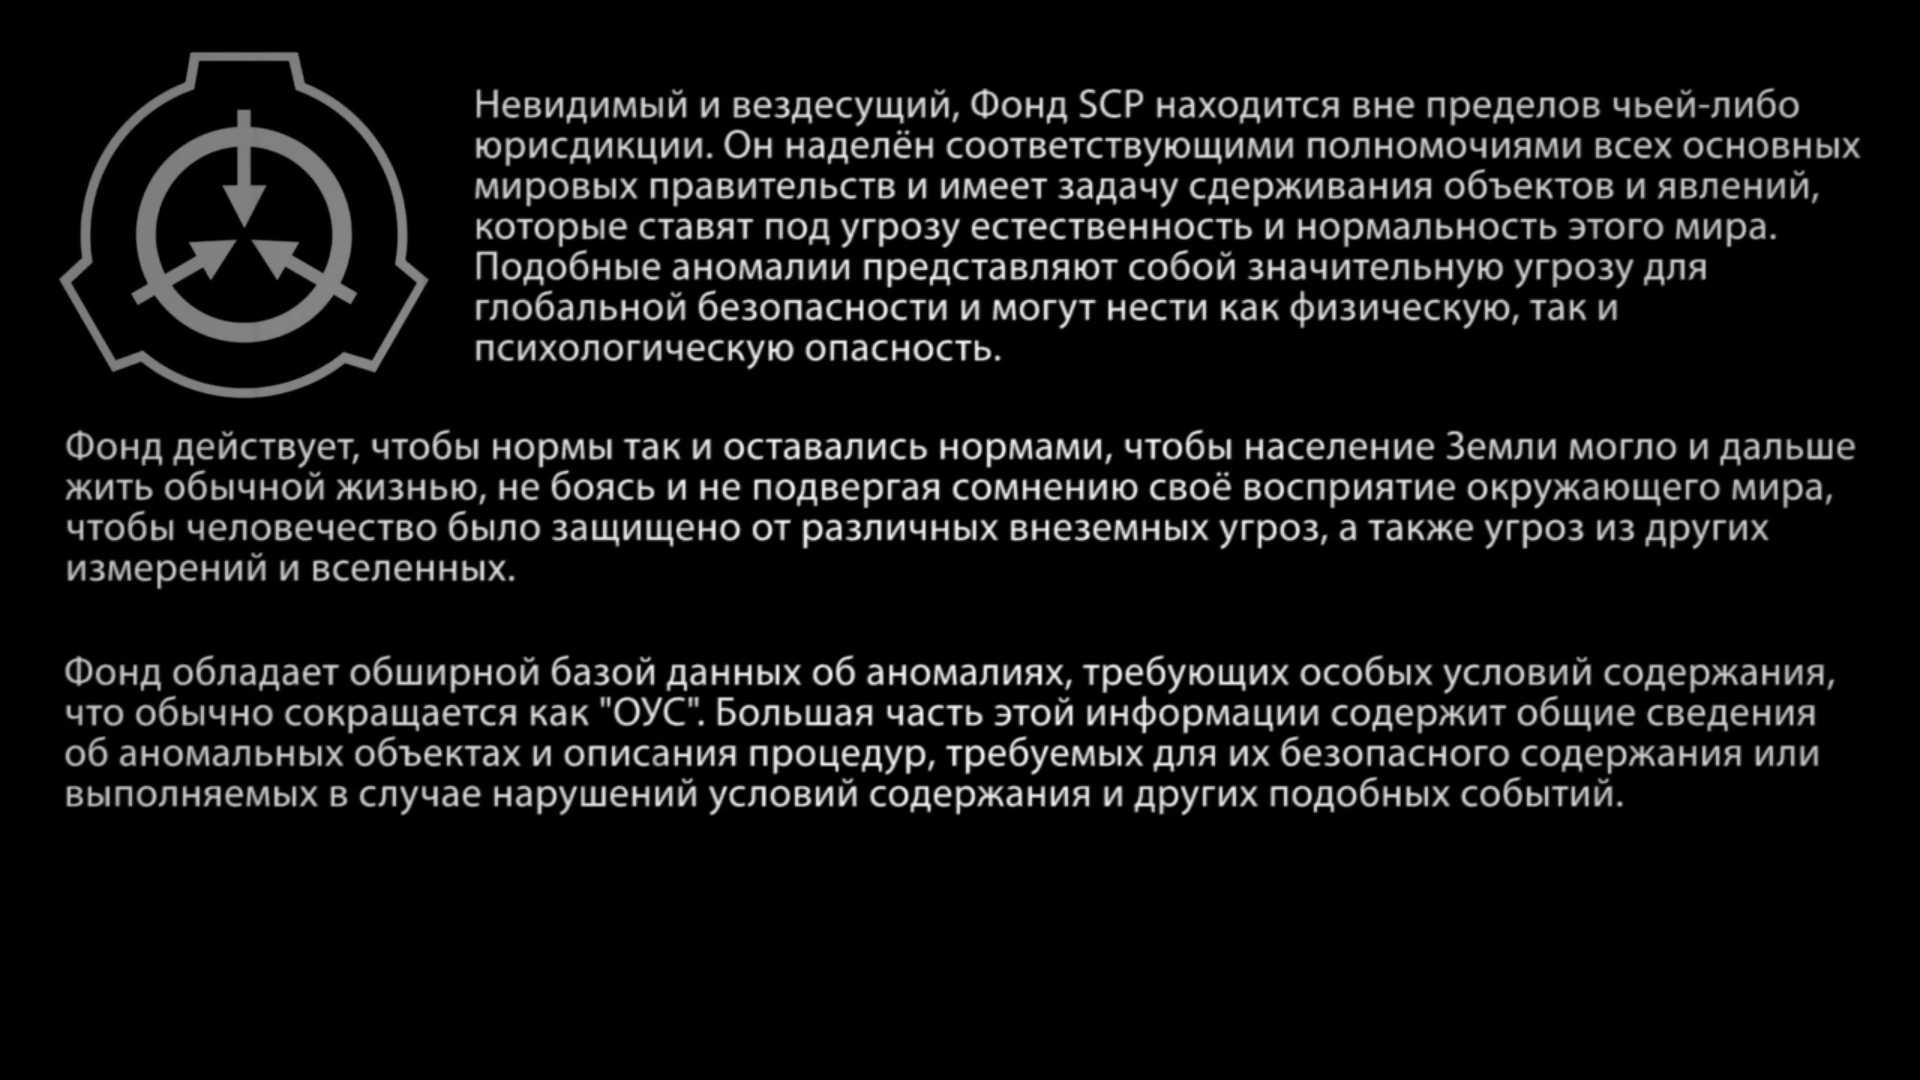 Невидимый и вездесущий, Фонд SCP находится вне пределов чьей-либо
юрисдикции. Он наделён соответствующими полномочиями всех основных
мировых правительств и имеет задачу сдерживания объектов и явлений,
которые ставят под угрозу естественность и нормальность этого мира.
Подобные аномалии представляют собой значительную угрозу для
глобальной безопасности и могут нести как физическую, так и
психологическую опасность.
Фонд действует, чтобы нормы так и оставались нормами, чтобы население Земли могло и дальше
жить обычной жизнью, не боясь и не подвергая сомнению своё восприятие окружающего мира,
чтобы человечество было защищено от различных внеземных угроз, а также угроз из других
измерений и вселенных.
Фонд обладает обширной базой данных об аномалиях, требующих особых условий содержания,
что обычно сокращается как "ОУС". Большая часть этой информации содержит общие сведения
об аномальных объектах и описания процедур, требуемых для их безопасного содержания или
выполняемых в случае нарушений условий содержания и других подобных событий.